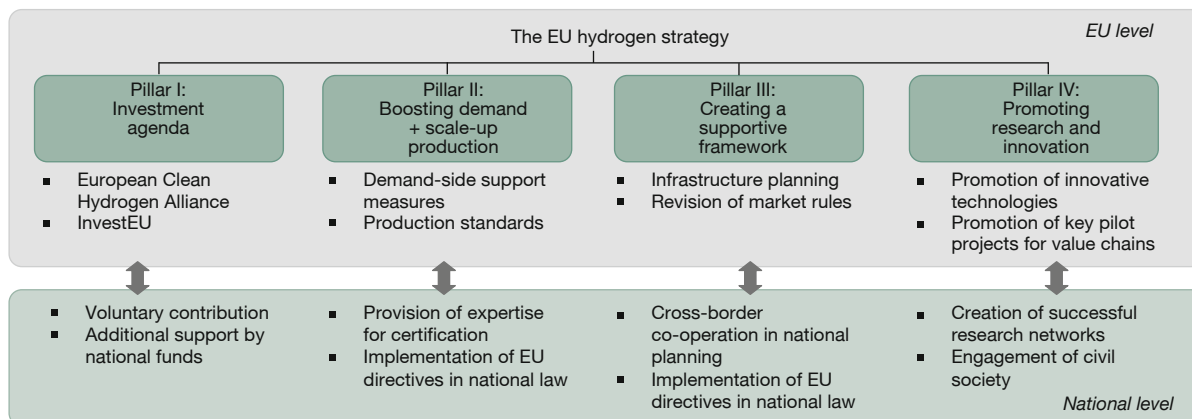 EU level
The EU hydrogen strategy
Pillar I:
Investment
agenda
Pillar II:
Boosting demand
+ scale-up
production
Pillar III:
Creating a
supportive
framework
Pillar IV:
Promoting
research and
innovation
▪ European Clean
Hydrogen Alliance
▪ InvestEU
▪ Demand-side support
measures
▪ Production standards
▪ Infrastructure planning
▪ Revision of market rules
▪ Promotion of innovative
technologies
▪ Promotion of key pilot
projects for value chains
▪ Voluntary contribution
▪ Additional support by
national funds
▪ Provision of expertise
for certification
▪ Implementation of EU
directives in national law
▪ Cross-border
co-operation in national
planning
▪ Implementation of EU
directives in national law
▪ Creation of successful
research networks
▪ Engagement of civil
society
National level